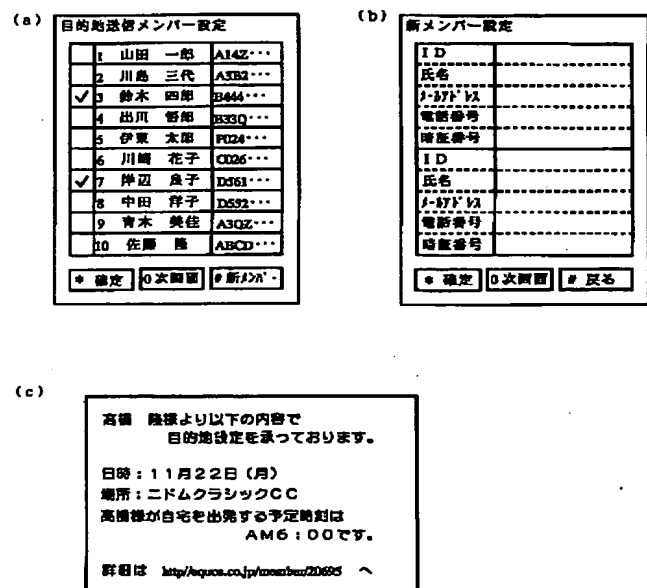 (a)
目的地送信メンバー設定
1 山田 一郎 A14Z・・・
2 川島 三代 A3B2・・・
✓ 3 鈴木 四郎 B444・・・
4 出川 哲郎 B33Q・・・
5 伊東 太郎 F024・・・
6 川崎 花子 C026・・・
✓ 7 岸辺 良子 D561・・・
8 中田 洋子 D592・・・
9 青木 美佳 A3QZ・・・
10 佐藤 隆 ABCD・・・
* 確定 0 次画面 # 新メンバー
(b)
新メンバー設定
ID
氏名
メールアドレス
電話番号
暗証番号
ID
氏名
メールアドレス
電話番号
暗証番号
* 確定 0 次画面 # 戻る
(c)
高橋 隆様より以下の内容で
目的地設定を承っております。
日時:11月22日(月)
場所:ニドムクラシックCC
高橋様が自宅を出発する予定時刻は
AM6:00です。
詳細は http//equos.co.jp/member/20695 へ